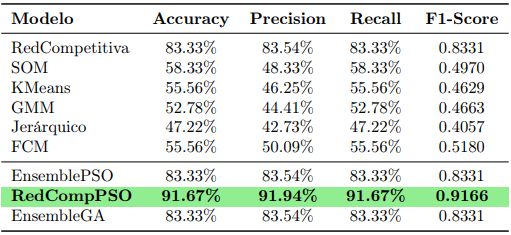 Modelo Accuracy Precision Recall F1-Score
RedCompetitiva 83.33% 83.54% 83.33% 0.8331
SOM 58.33% 48.33% 58.33% 0.4970
KMeans 55.56% 46.25% 55.56% 0.4629
GMM 52.78% 44.41% 52.78% 0.4663
Jerárquico 47.22% 42.73% 47.22% 0.4057
FCM 55.56% 50.09% 55.56% 0.5180
EnsemblePSO 83.33% 83.54% 83.33% 0.8331
RedCompPSO 91.67% 91.94% 91.67% 0.9166
EnsembleGA 83.33% 83.54% 83.33% 0.8331